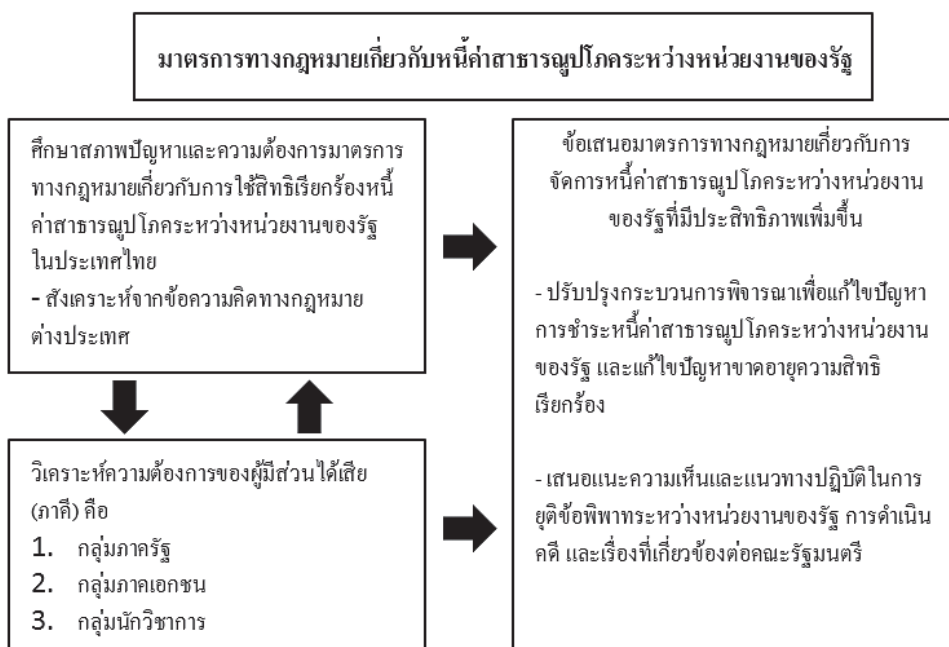 มาตรการทางกฎหมายเกี่ยวกับหนี้ค่าสาธารณูปโภคระหว่างหน่วยงานของรัฐ
ศึกษาสภาพปัญหาและความต้องการมาตรการ
ทางกฎหมายเกี่ยวกับการใช้สิทธิเรียกร้องหนี้
ค่าสาธารณูปโภคระหว่างหน่วยงานของรัฐ
ในประเทศไทย
- สังเคราะห์จากข้อความคิดทางกฎหมาย
ต่างประเทศ
วิเคราะห์ความต้องการของผู้มีส่วนได้เสีย
(ภาคี) คือ
1. กลุ่มภาครัฐ
2. กลุ่มภาคเอกชน
3. กลุ่มนักวิชาการ
ข้อเสนอมาตรการทางกฎหมายเกี่ยวกับการ
จัดการหนี้ค่าสาธารณูปโภคระหว่างหน่วยงาน
ของรัฐที่มีประสิทธิภาพเพิ่มขึ้น
- ปรับปรุงกระบวนการพิจารณาเพื่อแก้ไขปัญหา
การชำระหนี้ค่าสาธารณูปโภคระหว่างหน่วยงาน
ของรัฐ และแก้ไขปัญหาขาดอายุความสิทธิ
เรียกร้อง
- เสนอแนะความเห็นและแนวทางปฏิบัติในการ
ยุติข้อพิพาทระหว่างหน่วยงานของรัฐ การดำเนิน
คดี และเรื่องที่เกี่ยวข้องต่อคณะรัฐมนตรี